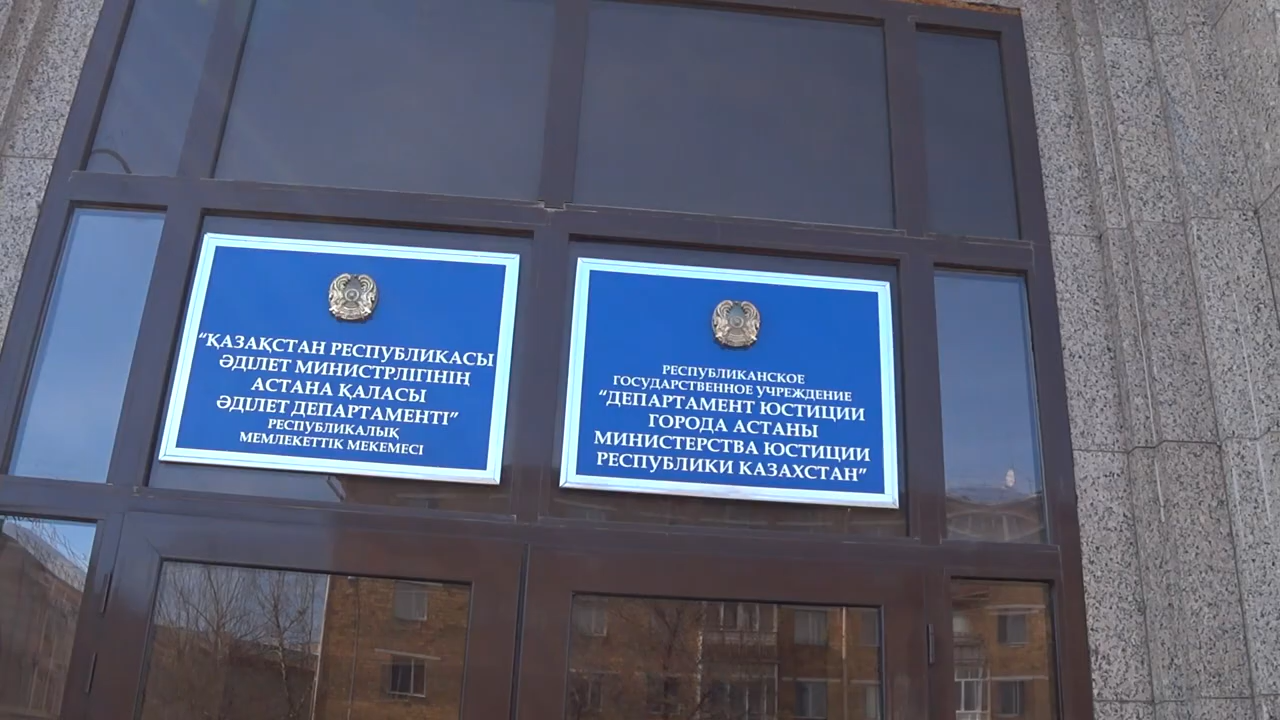 “ҚАЗАҚСТАН РЕСПУБЛИКАСЫ
ӘДІЛЕТ МИНИСТРЛІГІНІҢ
АСТАНА ҚАЛАСЫ
ӘДІЛЕТ ДЕПАРТАМЕНТІ”
РЕСПУБЛИКАЛЫҚ
МЕМЛЕКЕТТІК МЕКЕМЕСІ
РЕСПУБЛИКАНСКОЕ
ГОСУДАРСТВЕННОЕ УЧРЕЖДЕНИЕ
“ДЕПАРТАМЕНТ ЮСТИЦИИ
ГОРОДА АСТАНЫ
МИНИСТЕРСТВА ЮСТИЦИИ
РЕСПУБЛИКИ КАЗАХСТАН”